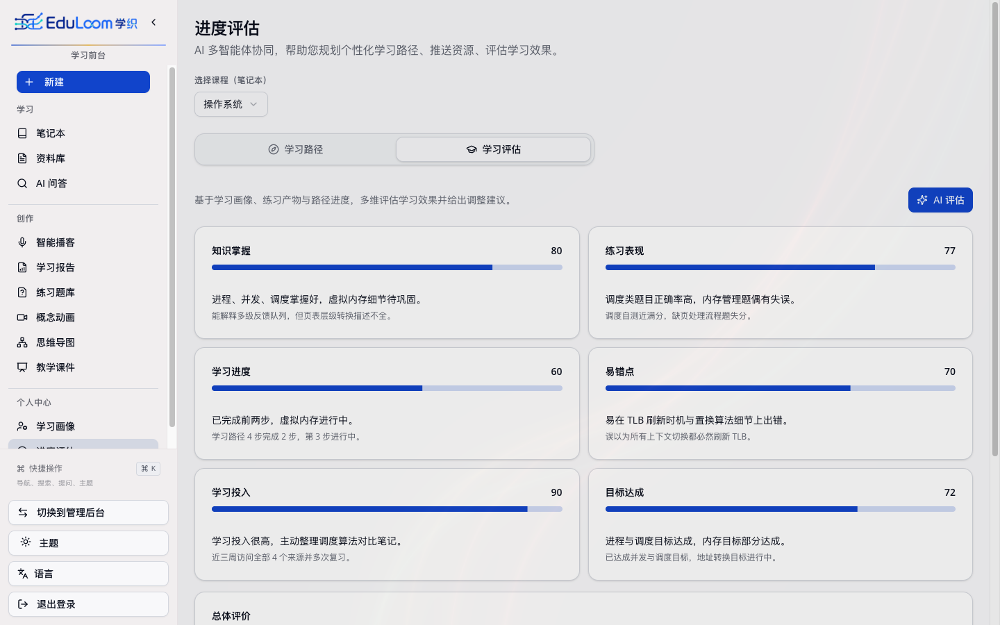 EduLoom 学织
学习前台
新建
学习
笔记本
资料库
AI 问答
创作
智能播客
学习报告
练习题库
概念动画
思维导图
教学课件
个人中心
学习画像
⌘ 快捷操作 ⌘ K
导航、搜索、提问、主题
切换到管理后台
主题
语言
退出登录
进度评估
AI 多智能体协同，帮助您规划个性化学习路径、推送资源、评估学习效果。
选择课程（笔记本）
操作系统
学习路径
学习评估
基于学习画像、练习产物与路径进度，多维评估学习效果并给出调整建议。
AI 评估
知识掌握 80
进程、并发、调度掌握好，虚拟内存细节待巩固。
能解释多级反馈队列，但页表层级转换描述不全。
练习表现 77
调度类题目正确率高，内存管理题偶有失误。
调度自测近满分，缺页处理流程题失分。
学习进度 60
已完成前两步，虚拟内存进行中。
学习路径 4 步完成 2 步，第 3 步进行中。
易错点 70
易在 TLB 刷新时机与置换算法细节上出错。
误以为所有上下文切换都必然刷新 TLB。
学习投入 90
学习投入很高，主动整理调度算法对比笔记。
近三周访问全部 4 个来源并多次复习。
目标达成 72
进程与调度目标达成，内存目标部分达成。
已达成并发与调度目标，地址转换目标进行中。
总体评价